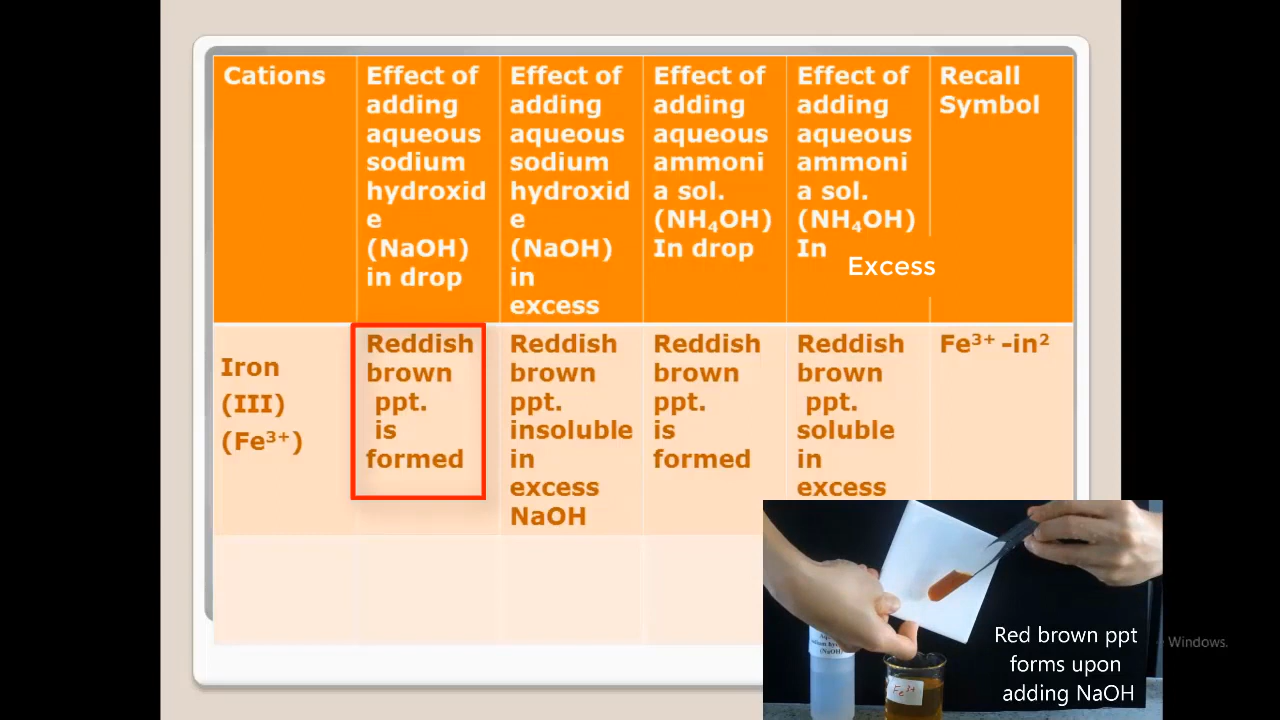 Cations
Effect of
adding
aqueous
sodium
hydroxid
e
(NaOH)
in drop
Effect of
adding
aqueous
sodium
hydroxid
e
(NaOH)
in
excess
Effect of
adding
aqueous
ammoni
a sol.
(NH₄OH)
In drop
Effect of
adding
aqueous
ammoni
a sol.
(NH₄OH)
In
Excess
Recall
Symbol
Iron
(III)
(Fe³⁺)
Reddish
brown
ppt.
is
formed
Reddish
brown
ppt.
insoluble
in
excess
NaOH
Reddish
brown
ppt.
is
formed
Reddish
brown
ppt.
soluble
in
excess
Fe³⁺ -in²
Fe³⁺
(NaOH)
Red brown ppt
forms upon
adding NaOH
Windows.